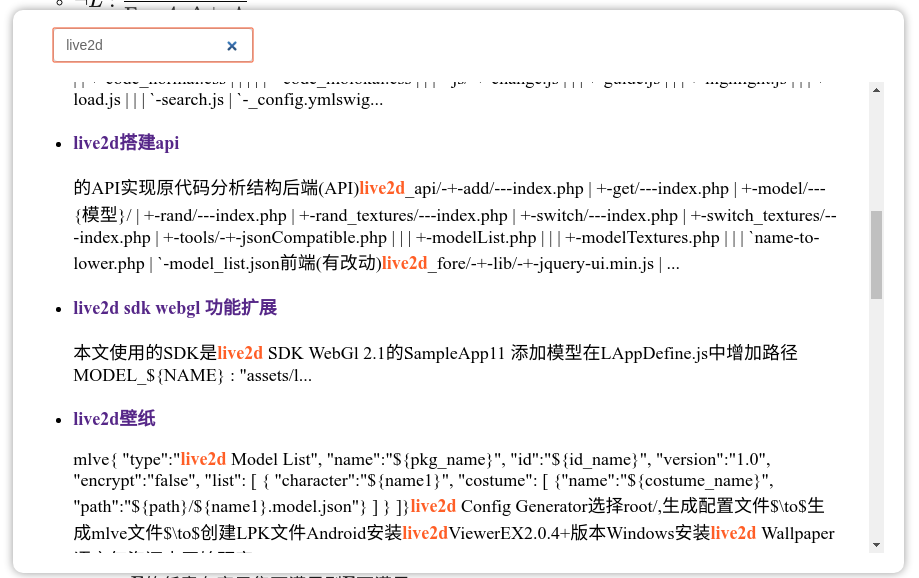 live2d
load.js | | | `-search.js | `-_config.ymlswig...
live2d搭建api
的API实现原代码分析结构后端(API)live2d_api/-+-add/---index.php | +-get/---index.php | +-model/---
{模型}/ | +-rand/---index.php | +-rand_textures/---index.php | +-switch/---index.php | +-switch_textures/--
-index.php | +-tools/-+-jsonCompatible.php | | | +-modelList.php | | | +-modelTextures.php | | | `name-to-
lower.php | `-model_list.json前端(有改动)live2d_fore/-+-lib/-+-jquery-ui.min.js | ...
live2d sdk webgl 功能扩展
本文使用的SDK是live2d SDK WebGl 2.1的SampleApp11 添加模型在LAppDefine.js中增加路径
MODEL_${NAME} : "assets/l...
live2d壁纸
mlve{ "type":"live2d Model List", "name":"${pkg_name}", "id":"${id_name}", "version":"1.0",
"encrypt":"false", "list": [ { "character":"${name1}", "costume": [ {"name":"${costume_name}",
"path":"${path}/${name1}.model.json"} ] } ]}live2d Config Generator选择root/,生成配置文件$\to$生
成mlve文件$\to$创建LPK文件Android安装live2dViewerEX2.0.4+版本Windows安装live2d Wallpaper